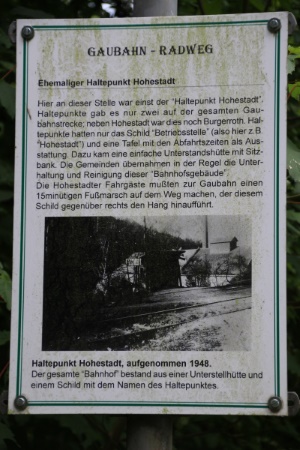 GAUBAHN - RADWEG
Ehemaliger Haltepunkt Hohestadt
Hier an dieser Stelle war einst der "Haltepunkt Hohestadt".
Haltepunkte gab es nur zwei auf der gesamten Gau-
bahnstrecke; neben Hohestadt war dies noch Burgerroth. Hal-
tepunkte hatten nur das Schild "Betriebsstelle" (also hier z.B.
"Hohestadt") und eine Tafel mit den Abfahrtszeiten als Aus-
stattung. Dazu kam eine einfache Unterstandshütte mit Sitz-
bank. Die Gemeinden übernahmen in der Regel die Unter-
haltung und Reinigung dieser "Bahnhofsgebäude".
Die Hohestadter Fahrgäste mußten zur Gaubahn einen
15minütigen Fußmarsch auf dem Weg machen, der diesem
Schild gegenüber rechts den Hang hinaufführt.
Haltepunkt Hohestadt, aufgenommen 1948.
Der gesamte "Bahnhof" bestand aus einer Unterstellhütte und
einem Schild mit dem Namen des Haltepunktes.